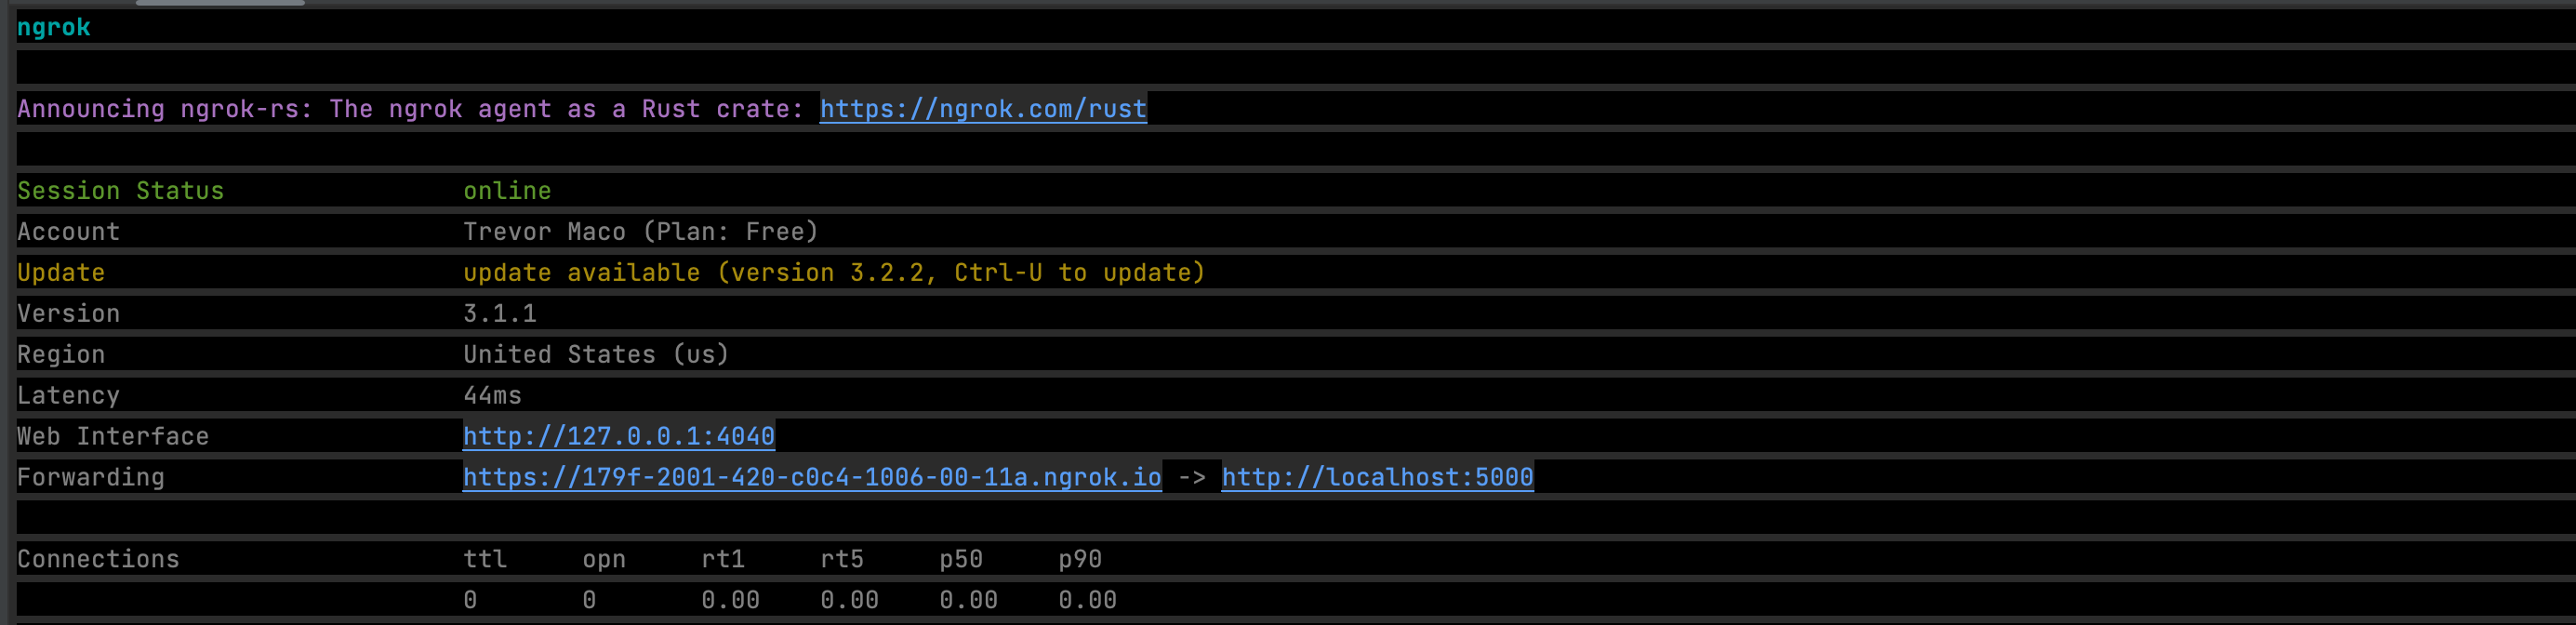 ngrok
Announcing ngrok-rs: The ngrok agent as a Rust crate: https://ngrok.com/rust
Session Status online
Account Trevor Maco (Plan: Free)
Update update available (version 3.2.2, Ctrl-U to update)
Version 3.1.1
Region United States (us)
Latency 44ms
Web Interface http://127.0.0.1:4040
Forwarding https://179f-2001-420-c0c4-1006-00-11a.ngrok.io -> http://localhost:5000
Connections ttl opn rt1 rt5 p50 p90
0 0 0.00 0.00 0.00 0.00